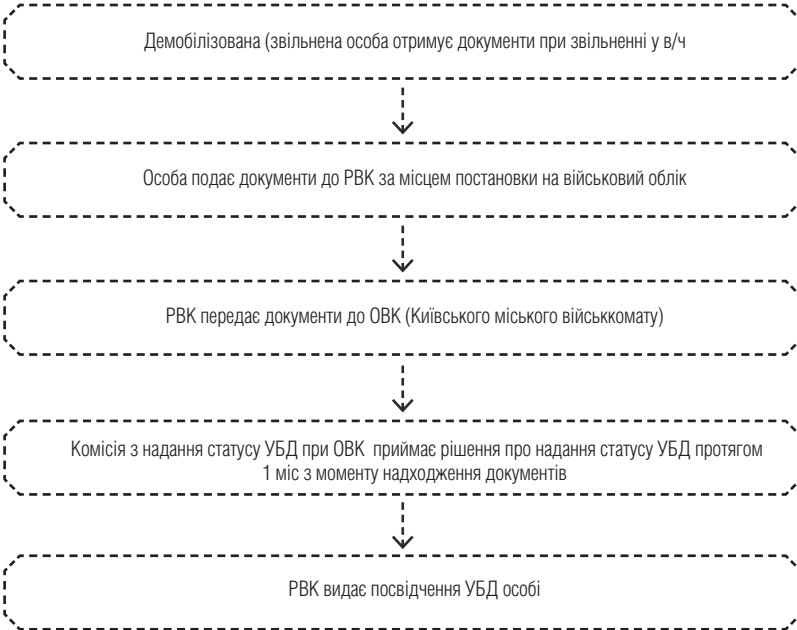 Демобілізована (звільнена особа отримує документи при звільненні у в/ч
Особа подає документи до РВК за місцем постановки на військовий облік
РВК передає документи до ОВК (Київського міського військкомату)
Комісія з надання статусу УБД при ОВК приймає рішення про надання статусу УБД протягом
1 міс з моменту надходження документів
РВК видає посвідчення УБД особі